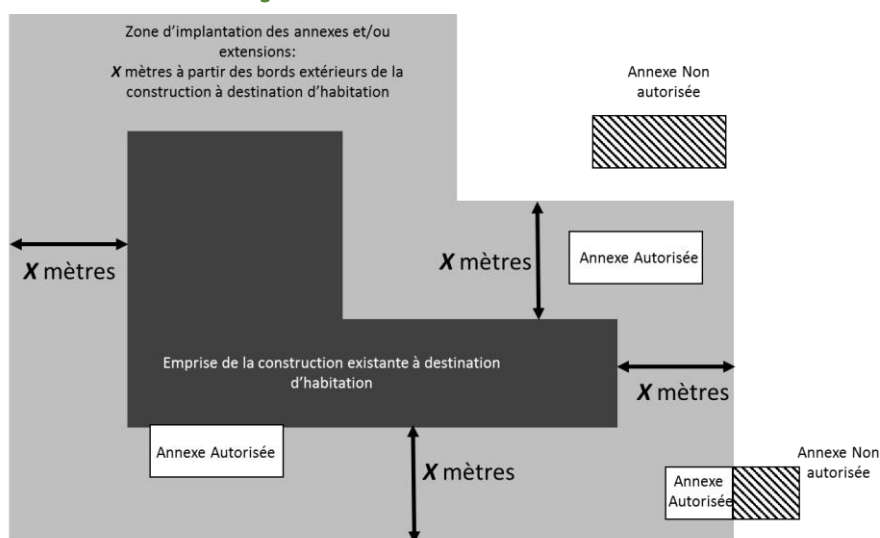 Zone d’implantation des annexes et/ou
extensions:
X mètres à partir des bords extérieurs de la
construction à destination d’habitation
Annexe Non
autorisée
X mètres
X mètres
Annexe Autorisée
Emprise de la construction existante à destination
d’habitation
X mètres
Annexe Autorisée
X mètres
Annexe
Autorisée
Annexe Non
autorisée